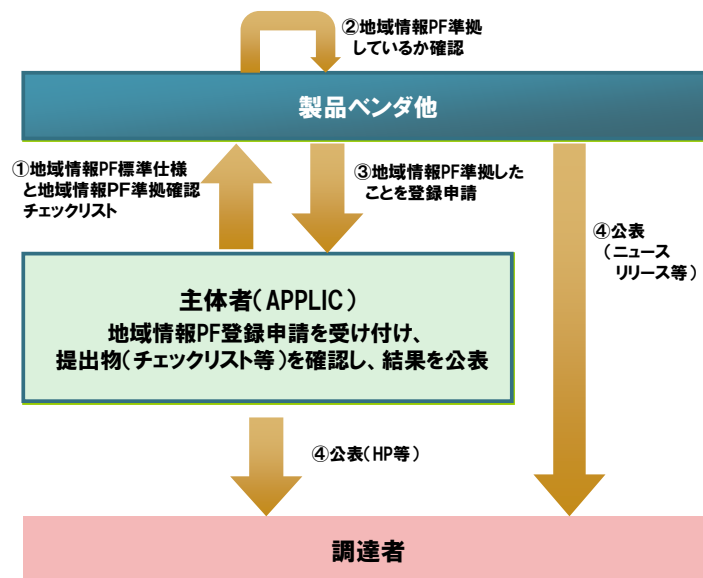 ②地域情報PF準拠
しているか確認
製品ベンダ他
①地域情報PF標準仕様
と地域情報PF準拠確認
チェックリスト
③地域情報PF準拠した
ことを登録申請
④公表
（ニュース
リリース等）
主体者（APPLIC）
地域情報PF登録申請を受け付け、
提出物（チェックリスト等）を確認し、結果を公表
④公表（HP等）
調達者